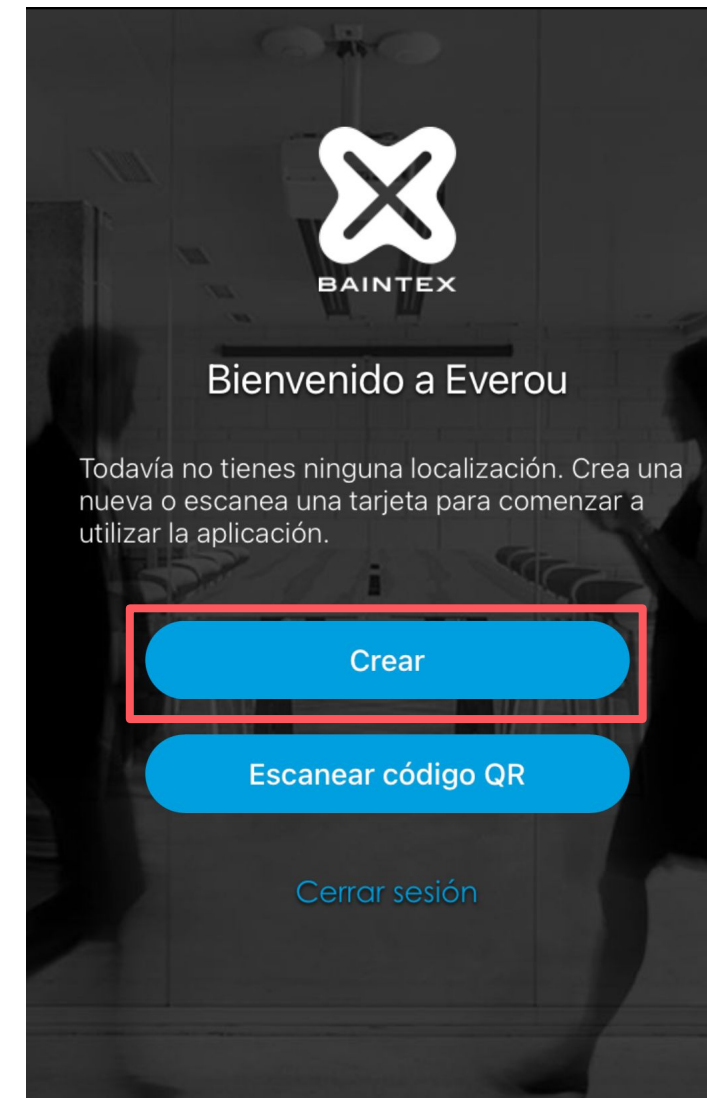 BAINTEX
Bienvenido a Everou
Todavía no tienes ninguna localización. Crea una
nueva o escanea una tarjeta para comenzar a
utilizar la aplicación.
Crear
Escanear código QR
Cerrar sesión